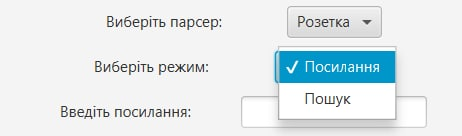 Виберіть парсер: Розетка
Виберіть режим: Посилання
Пошук
Введіть посилання: